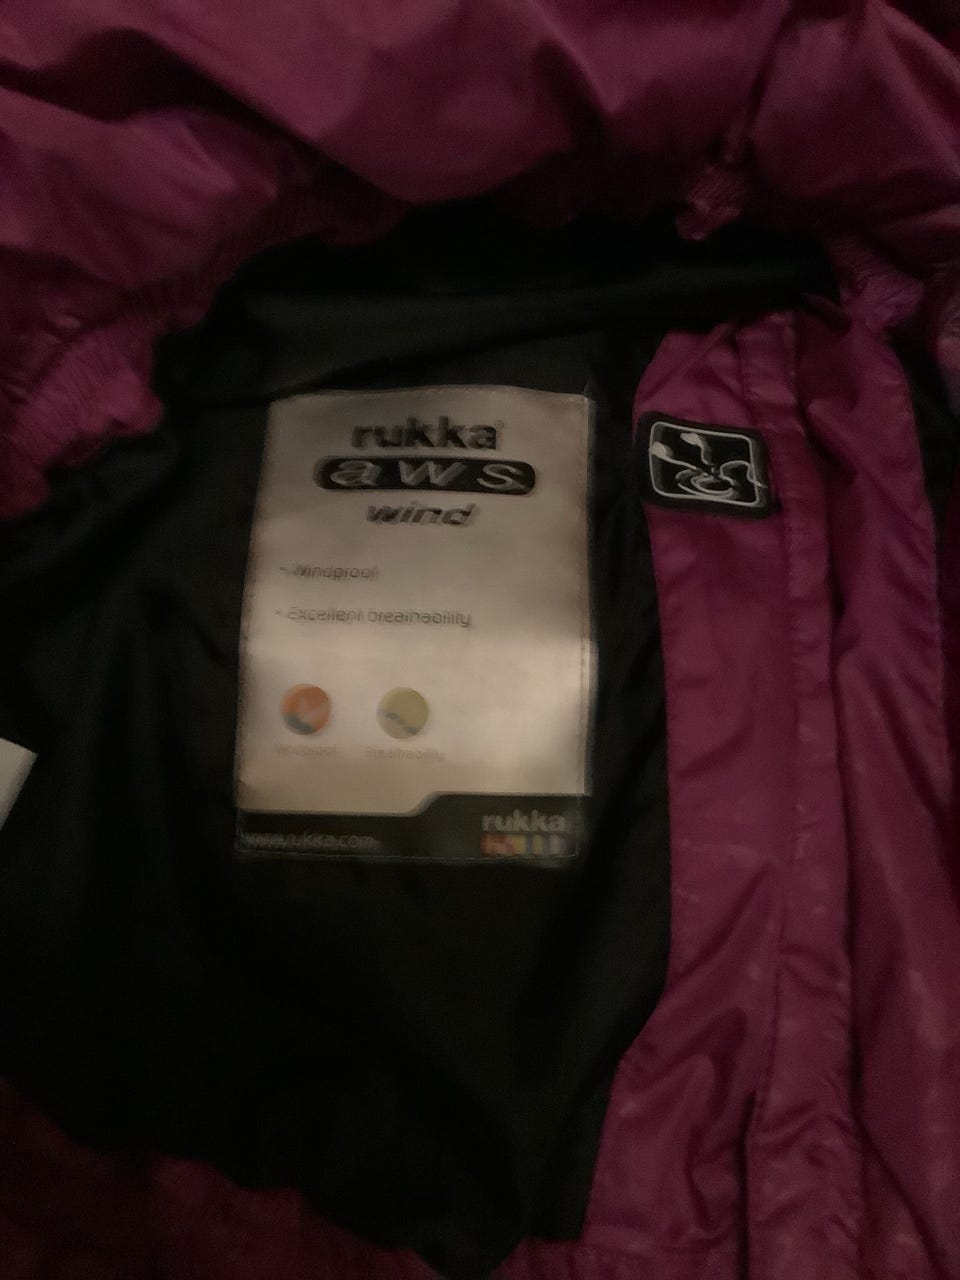 rukka
aws
wind
• Windproof
• Excellent breathability
Windproof Breathability
rukka
www.rukka.com